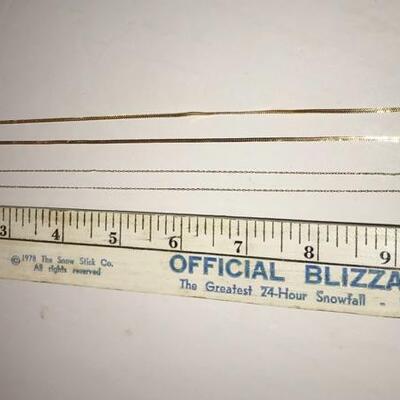 3 4 5 6 7 8 9
© 1978 The Snow Stick Co. OFFICIAL BLIZZA
All rights reserved The Greatest 24-Hour Snowfall -